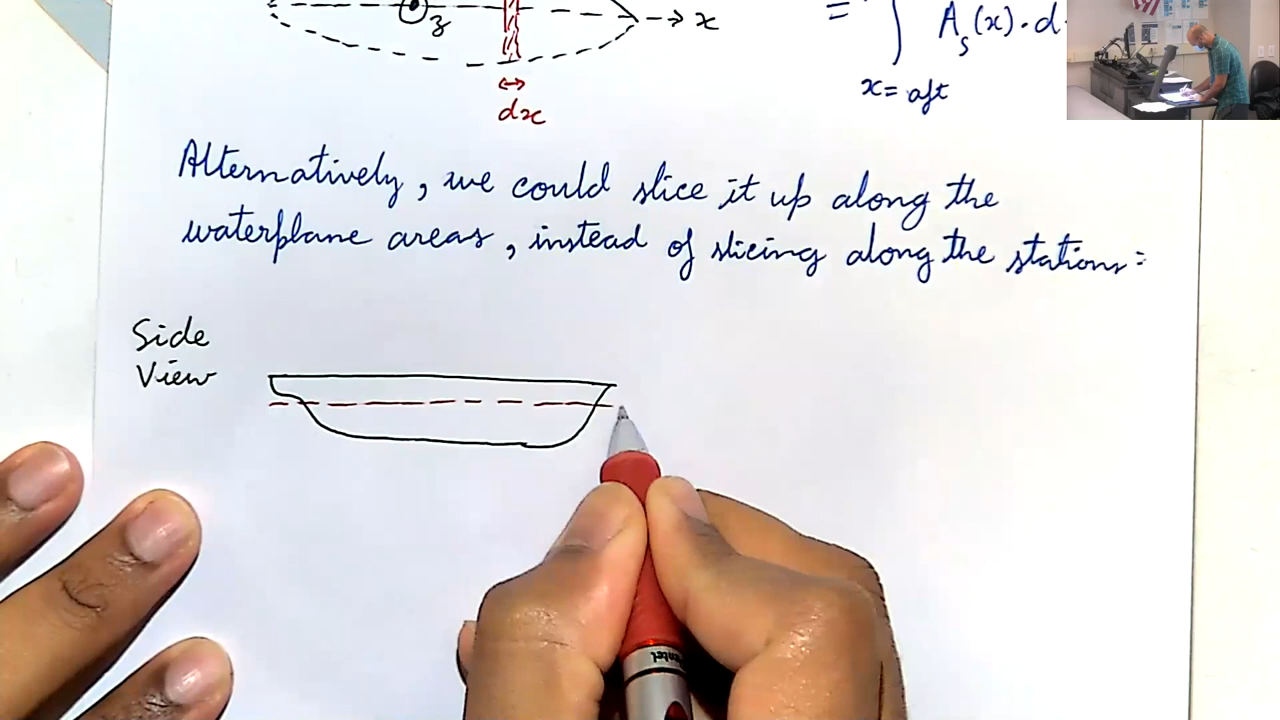 z
x
dx
= ∫ A_s(x)·d
x = aft
Alternatively, we could slice it up along the
waterplane areas, instead of slicing along the stations:
Side
View